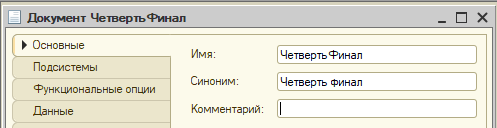 Документ ЧетвертьФинал
Основные
Подсистемы
Функциональные опции
Данные
Имя: ЧетвертьФинал
Синоним: Четверть финал
Комментарий: